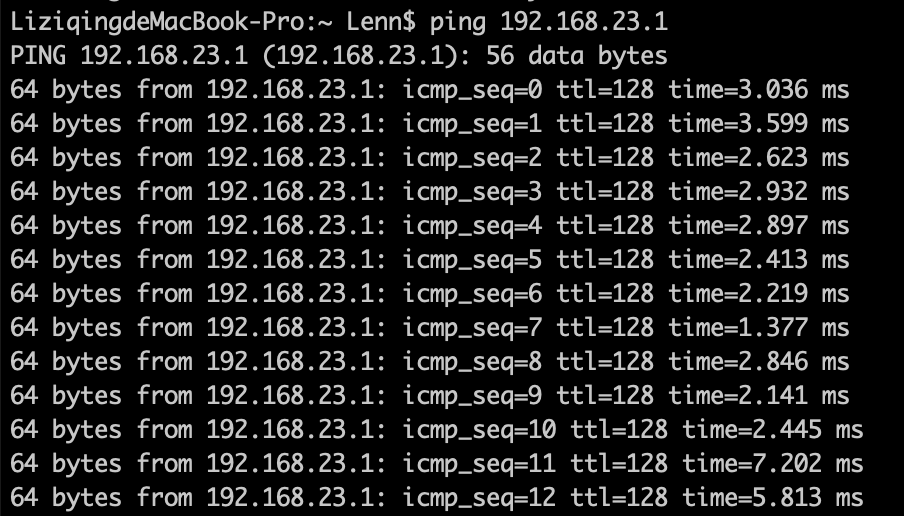 LiziqingdeMacBook-Pro:~ Lenn$ ping 192.168.23.1
PING 192.168.23.1 (192.168.23.1): 56 data bytes
64 bytes from 192.168.23.1: icmp_seq=0 ttl=128 time=3.036 ms
64 bytes from 192.168.23.1: icmp_seq=1 ttl=128 time=3.599 ms
64 bytes from 192.168.23.1: icmp_seq=2 ttl=128 time=2.623 ms
64 bytes from 192.168.23.1: icmp_seq=3 ttl=128 time=2.932 ms
64 bytes from 192.168.23.1: icmp_seq=4 ttl=128 time=2.897 ms
64 bytes from 192.168.23.1: icmp_seq=5 ttl=128 time=2.413 ms
64 bytes from 192.168.23.1: icmp_seq=6 ttl=128 time=2.219 ms
64 bytes from 192.168.23.1: icmp_seq=7 ttl=128 time=1.377 ms
64 bytes from 192.168.23.1: icmp_seq=8 ttl=128 time=2.846 ms
64 bytes from 192.168.23.1: icmp_seq=9 ttl=128 time=2.141 ms
64 bytes from 192.168.23.1: icmp_seq=10 ttl=128 time=2.445 ms
64 bytes from 192.168.23.1: icmp_seq=11 ttl=128 time=7.202 ms
64 bytes from 192.168.23.1: icmp_seq=12 ttl=128 time=5.813 ms